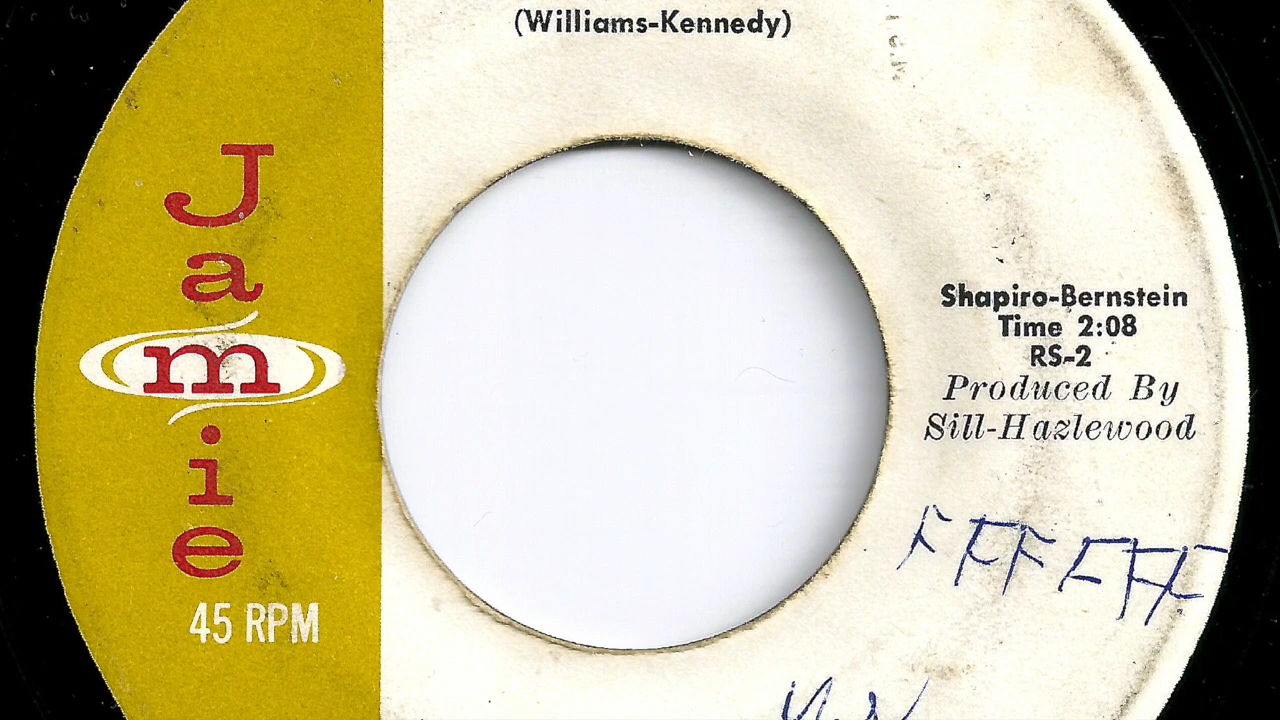 (Williams-Kennedy)
Jamie
45 RPM
Shapiro-Bernstein
Time 2:08
RS-2
Produced By
Sill-Hazlewood